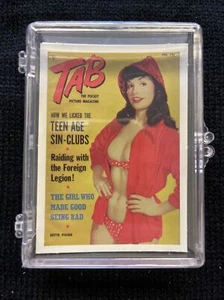 TAB
THE POCKET
PICTURE MAGAZINE
HOW WE LICKED THE
TEEN AGE
SIN-CLUBS
Raiding with
the Foreign
Legion!
THE GIRL WHO
MADE GOOD
BEING BAD